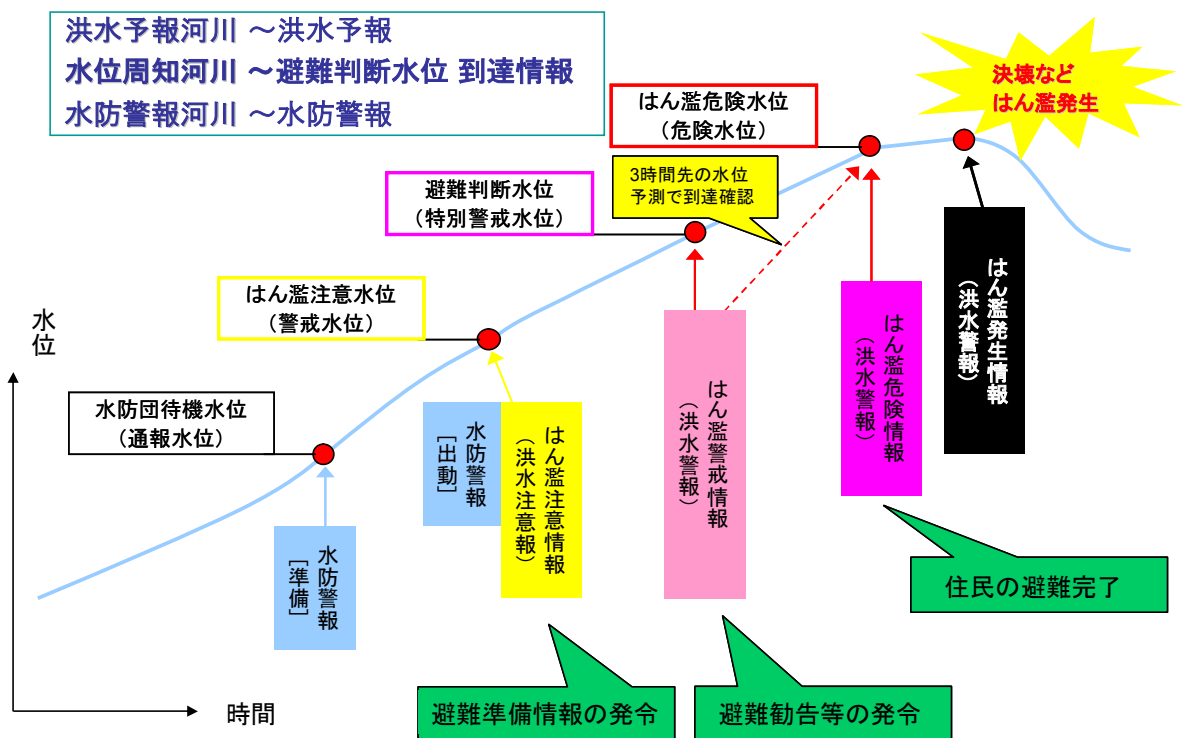 洪水予報河川 ～洪水予報
水位周知河川 ～避難判断水位 到達情報
水防警報河川 ～水防警報
決壊など
はん濫発生
はん濫危険水位
（危険水位）
3時間先の水位
予測で到達確認
避難判断水位
（特別警戒水位）
はん濫注意水位
（警戒水位）
水防団待機水位
（通報水位）
水位
時間
水防警報
［準備］
水防警報
［出動］
はん濫注意情報
（洪水注意報）
はん濫警戒情報
（洪水警報）
はん濫危険情報
（洪水警報）
はん濫発生情報
（洪水警報）
避難準備情報の発令
避難勧告等の発令
住民の避難完了